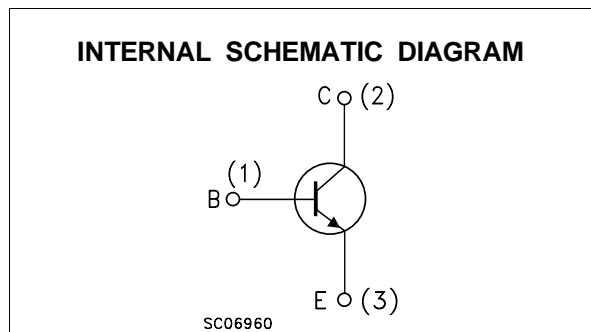 INTERNAL SCHEMATIC DIAGRAM
C (2)
(1)
B
E (3)
SC06960